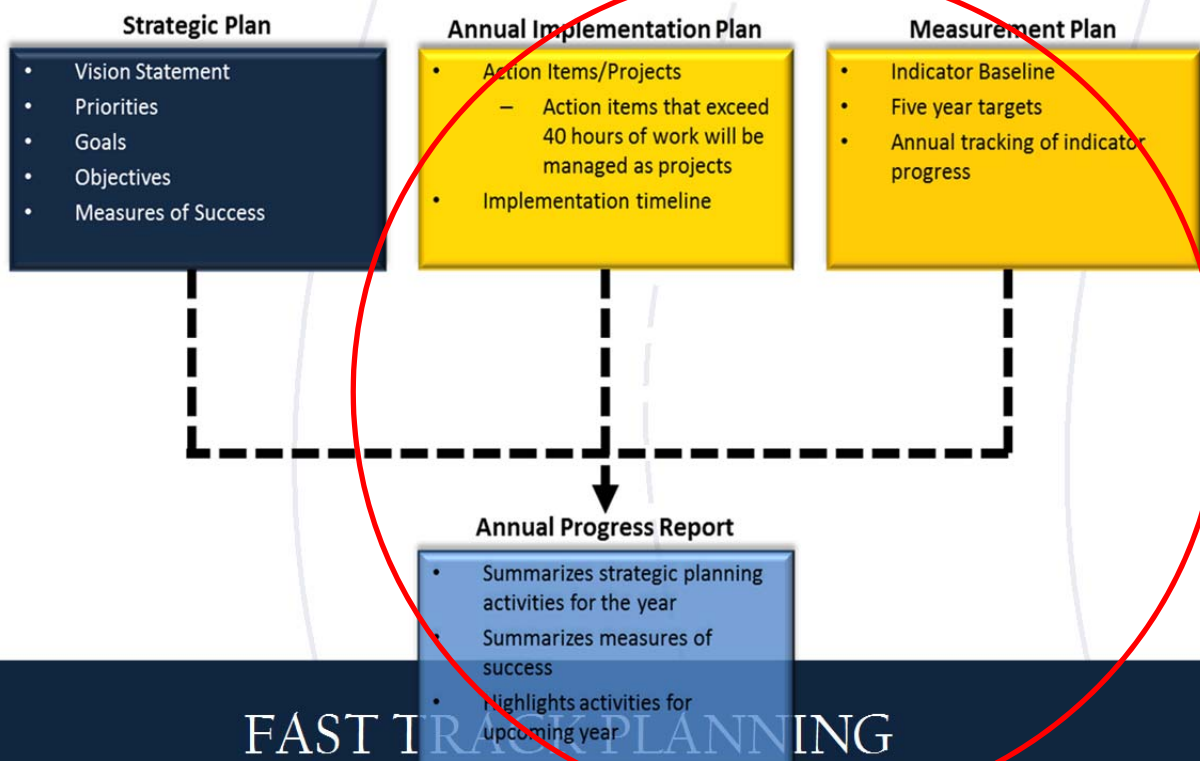 Strategic Plan
• Vision Statement
• Priorities
• Goals
• Objectives
• Measures of Success
Annual Implementation Plan
• Action Items/Projects
– Action items that exceed
40 hours of work will be
managed as projects
• Implementation timeline
Measurement Plan
• Indicator Baseline
• Five year targets
• Annual tracking of indicator
progress
Annual Progress Report
• Summarizes strategic planning
activities for the year
• Summarizes measures of
success
• Highlights activities for
upcoming year
FAST TRACK PLANNING